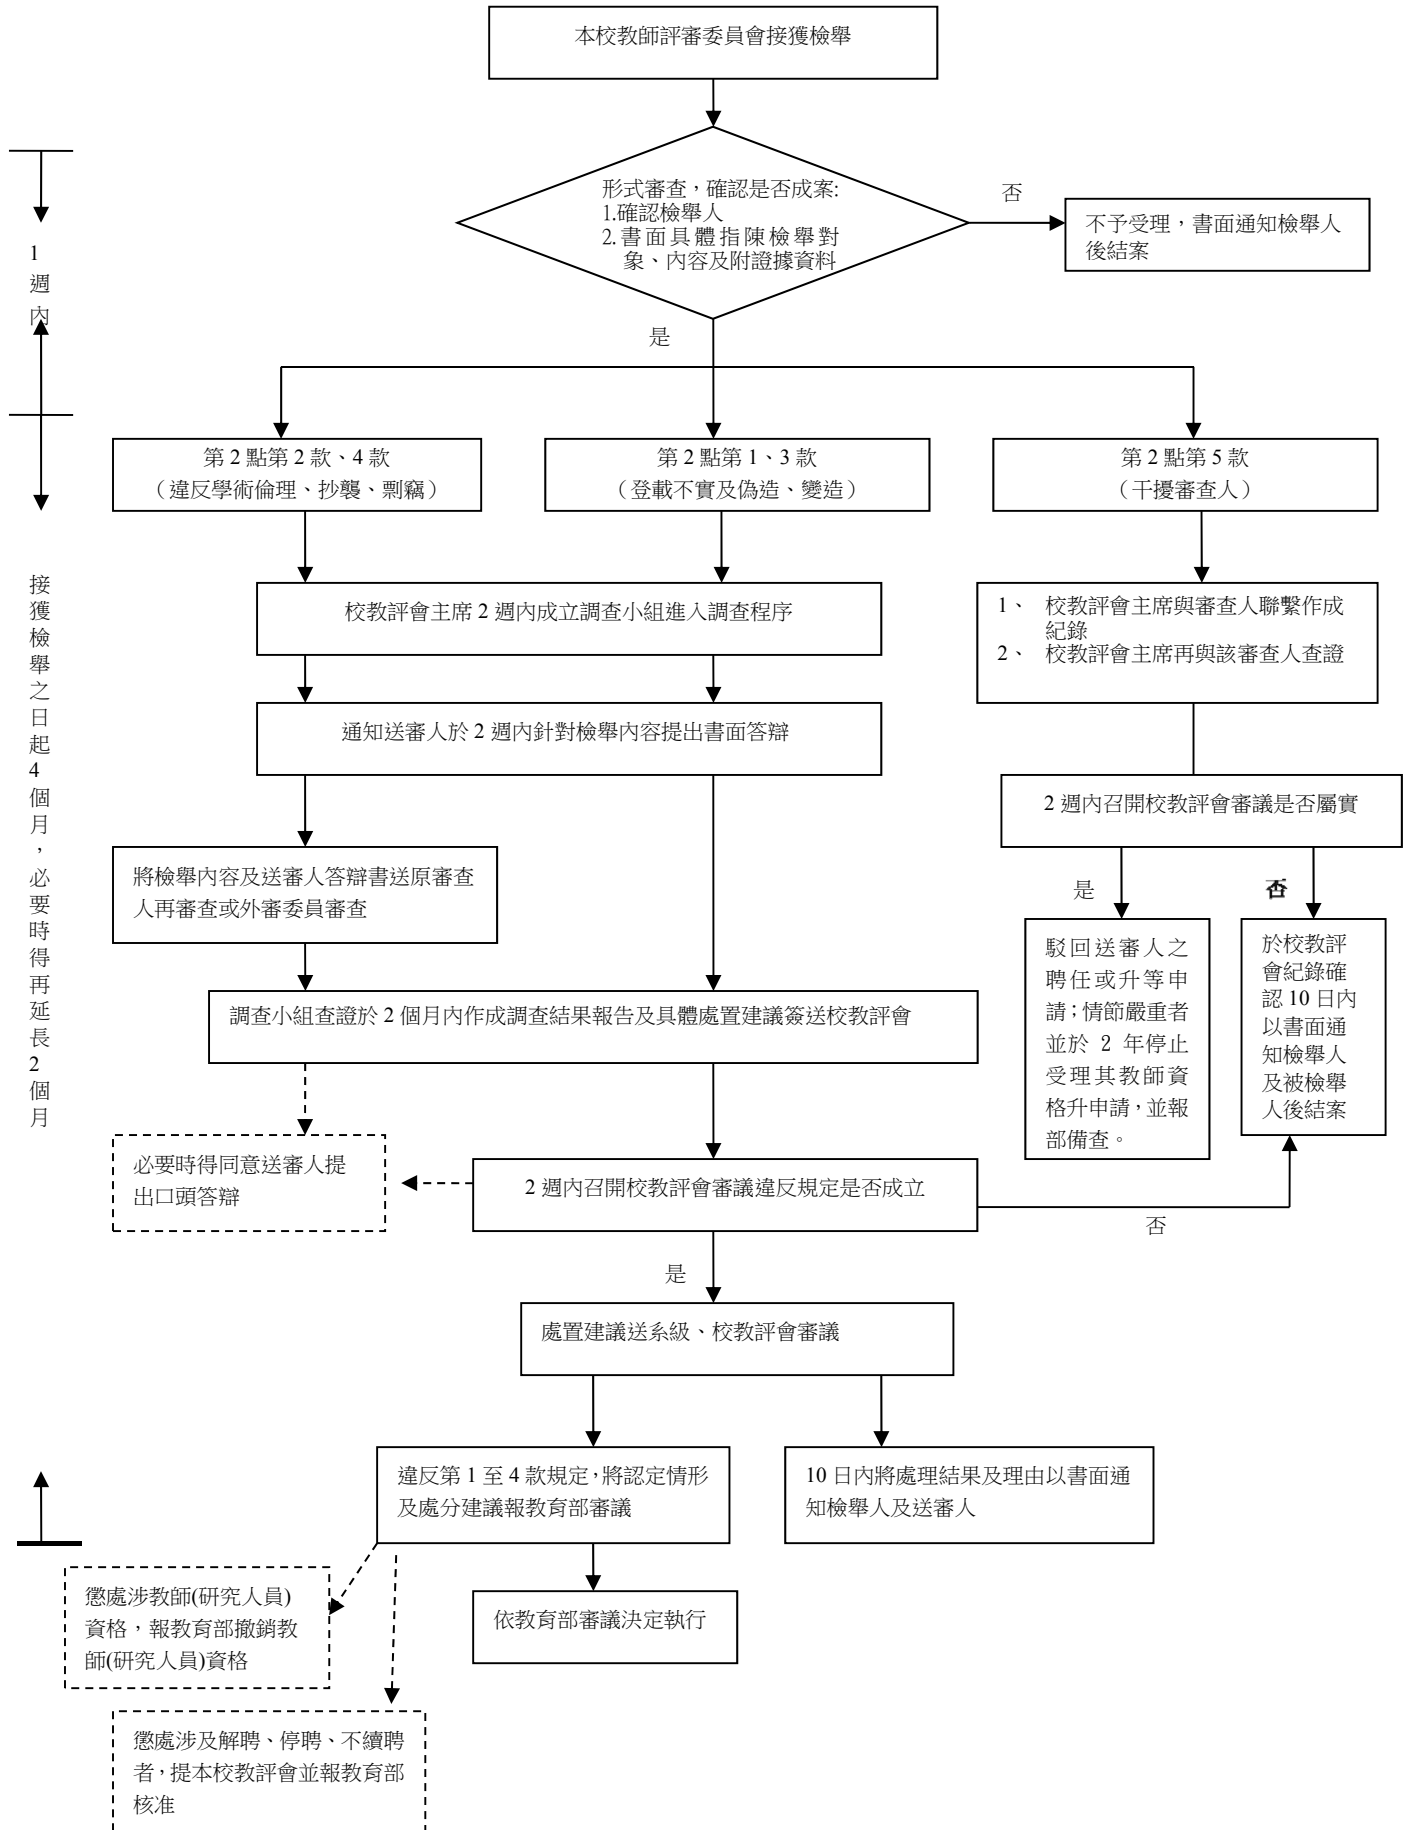 本校教師評審委員會接獲檢舉
形式審查，確認是否成案:
1.確認檢舉人
2.書面具體指陳檢舉對
象、內容及附證據資料
否
不予受理，書面通知檢舉人
後結案
是
1
週
內
第 2 點第 2 款、4 款
（違反學術倫理、抄襲、剽竊）
第 2 點第 1、3 款
（登載不實及偽造、變造）
第 2 點第 5 款
（干擾審查人）
接
獲
檢
舉
之
日
起
4
個
月
，
必
要
時
得
再
延
長
2
個
月
校教評會主席 2 週內成立調查小組進入調查程序
1、 校教評會主席與審查人聯繫作成
紀錄
2、 校教評會主席再與該審查人查證
通知送審人於 2 週內針對檢舉內容提出書面答辯
2 週內召開校教評會審議是否屬實
將檢舉內容及送審人答辯書送原審查
人再審查或外審委員審查
是
否
駁回送審人之
聘任或升等申
請；情節嚴重者
並於 2 年停止
受理其教師資
格升申請，並報
部備查。
於校教評
會紀錄確
認 10 日內
以書面通
知檢舉人
及被檢舉
人後結案
調查小組查證於 2 個月內作成調查結果報告及具體處置建議簽送校教評會
必要時得同意送審人提
出口頭答辯
2 週內召開校教評會審議違反規定是否成立
否
是
處置建議送系級、校教評會審議
違反第 1 至 4 款規定，將認定情形
及處分建議報教育部審議
10 日內將處理結果及理由以書面通
知檢舉人及送審人
懲處涉教師(研究人員)
資格，報教育部撤銷教
師(研究人員)資格
依教育部審議決定執行
懲處涉及解聘、停聘、不續聘
者，提本校教評會並報教育部
核准